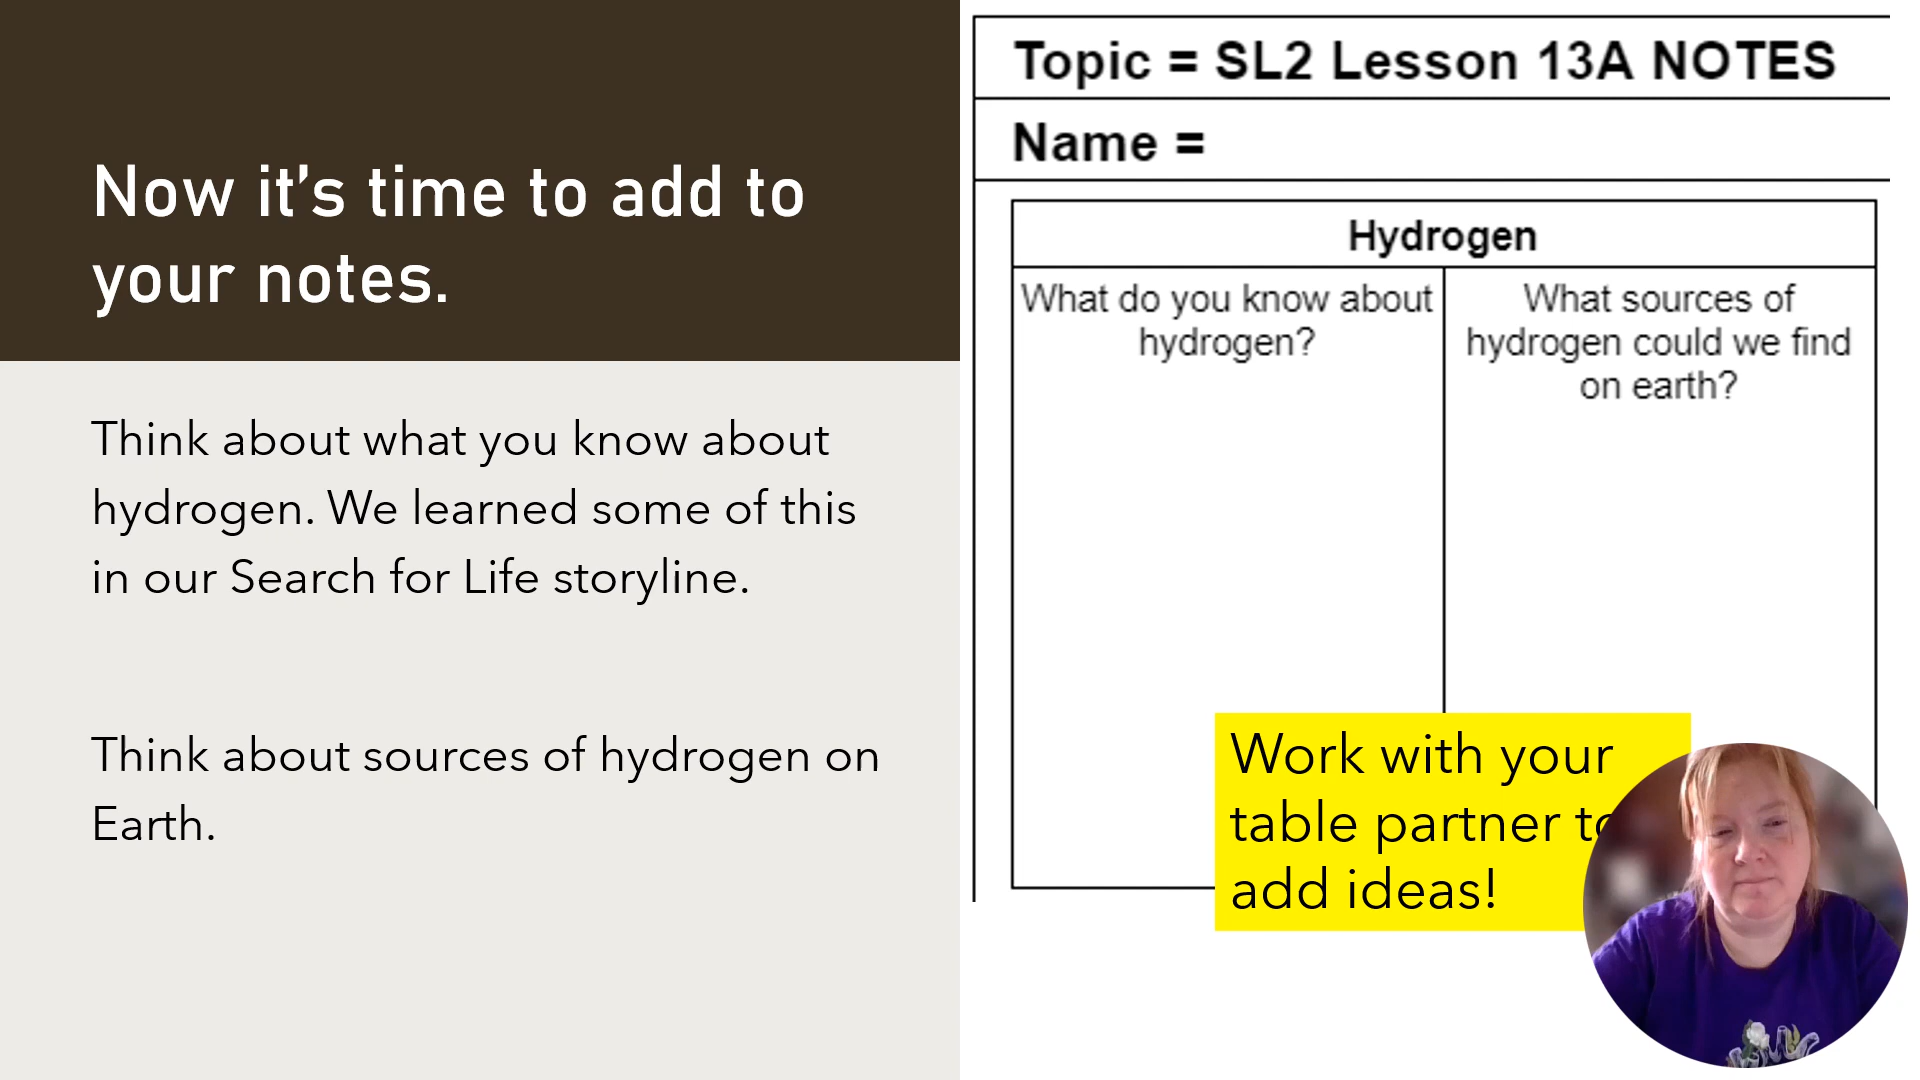 Now it’s time to add to
your notes.
Think about what you know about
hydrogen. We learned some of this
in our Search for Life storyline.
Think about sources of hydrogen on
Earth.
Topic = SL2 Lesson 13A NOTES
Name =
Hydrogen
What do you know about
hydrogen?
What sources of
hydrogen could we find
on earth?
Work with your
table partner to
add ideas!